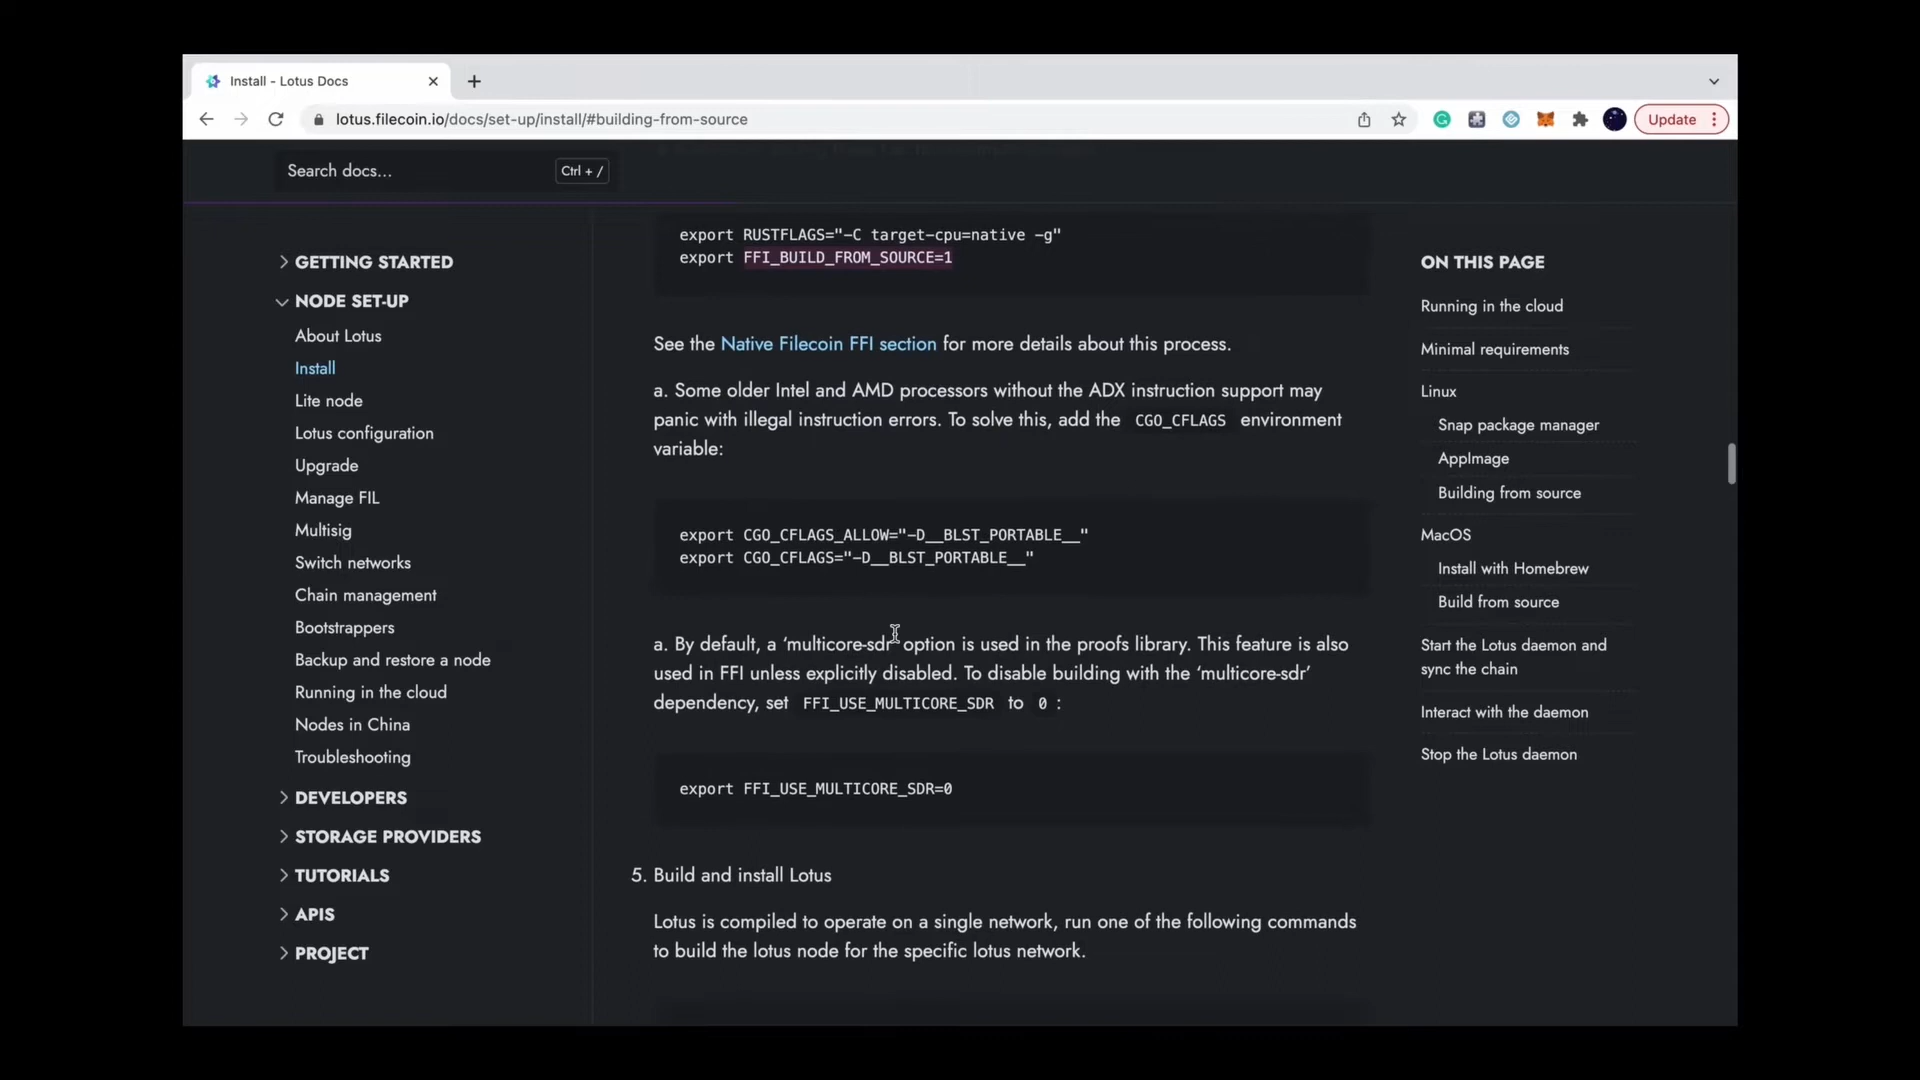 Install - Lotus Docs
lotus.filecoin.io/docs/set-up/install/#building-from-source
Update
Search docs...
Ctrl + /
GETTING STARTED
NODE SET-UP
About Lotus
Install
Lite node
Lotus configuration
Upgrade
Manage FIL
Multisig
Switch networks
Chain management
Bootstrappers
Backup and restore a node
Running in the cloud
Nodes in China
Troubleshooting
DEVELOPERS
STORAGE PROVIDERS
TUTORIALS
APIS
PROJECT
export RUSTFLAGS="-C target-cpu=native -g"
export FFI_BUILD_FROM_SOURCE=1
See the Native Filecoin FFI section for more details about this process.
a. Some older Intel and AMD processors without the ADX instruction support may
panic with illegal instruction errors. To solve this, add the CGO_CFLAGS environment
variable:
export CGO_CFLAGS_ALLOW="-D__BLST_PORTABLE__"
export CGO_CFLAGS="-D__BLST_PORTABLE__"
a. By default, a ‘multicore-sdr’ option is used in the proofs library. This feature is also
used in FFI unless explicitly disabled. To disable building with the ‘multicore-sdr’
dependency, set FFI_USE_MULTICORE_SDR to 0 :
export FFI_USE_MULTICORE_SDR=0
5. Build and install Lotus
Lotus is compiled to operate on a single network, run one of the following commands
to build the lotus node for the specific lotus network.
ON THIS PAGE
Running in the cloud
Minimal requirements
Linux
Snap package manager
AppImage
Building from source
MacOS
Install with Homebrew
Build from source
Start the Lotus daemon and
sync the chain
Interact with the daemon
Stop the Lotus daemon